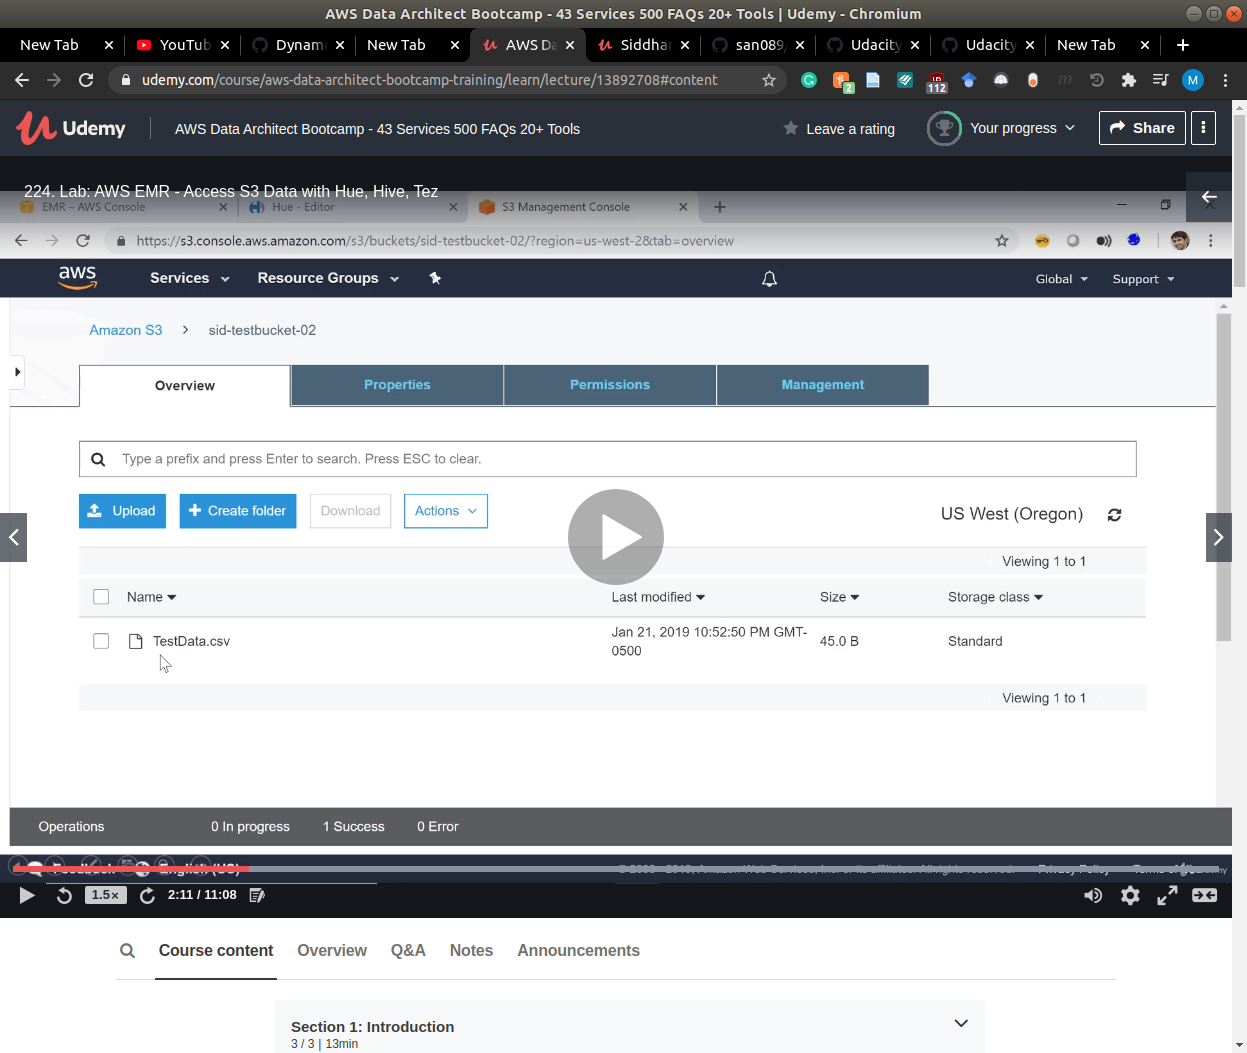 AWS Data Architect Bootcamp - 43 Services 500 FAQs 20+ Tools | Udemy - Chromium
New Tab YouTub Dynam New Tab AWS Da Siddha san089 Udacity Udacity New Tab
udemy.com/course/aws-data-architect-bootcamp-training/learn/lecture/13892708#content
2 112 M
Udemy AWS Data Architect Bootcamp - 43 Services 500 FAQs 20+ Tools Leave a rating Your progress Share
224. Lab: AWS EMR - Access S3 Data with Hue, Hive, Tez
EMR – AWS Console Hue - Editor S3 Management Console
https://s3.console.aws.amazon.com/s3/buckets/sid-testbucket-02/?region=us-west-2&tab=overview
aws Services Resource Groups Global Support
Amazon S3 > sid-testbucket-02
Overview Properties Permissions Management
Type a prefix and press Enter to search. Press ESC to clear.
Upload Create folder Download Actions US West (Oregon)
Viewing 1 to 1
Name Last modified Size Storage class
TestData.csv Jan 21, 2019 10:52:50 PM GMT-0500 45.0 B Standard
Viewing 1 to 1
Operations 0 In progress 1 Success 0 Error
English (US) Privacy Policy
1.5× 2:11 / 11:08
Course content Overview Q&A Notes Announcements
Section 1: Introduction
3 / 3 | 13min